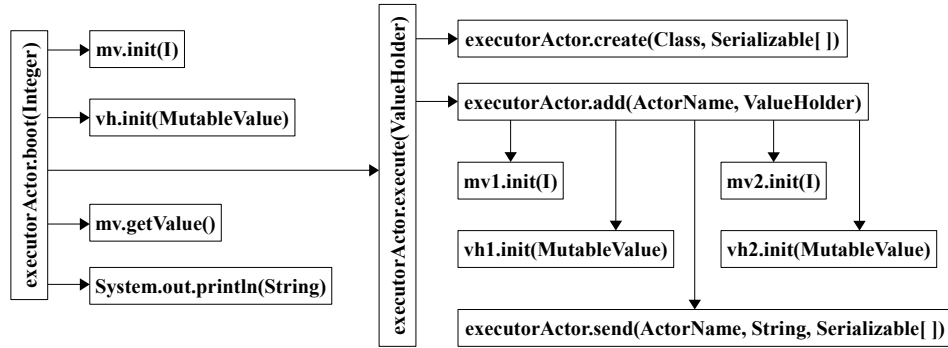 executorActor.boot(Integer)
mv.init(I)
vh.init(MutableValue)
mv.getValue()
System.out.println(String)
executorActor.execute(ValueHolder)
executorActor.create(Class, Serializable[ ])
executorActor.add(ActorName, ValueHolder)
mv1.init(I)
mv2.init(I)
vh1.init(MutableValue)
vh2.init(MutableValue)
executorActor.send(ActorName, String, Serializable[ ])